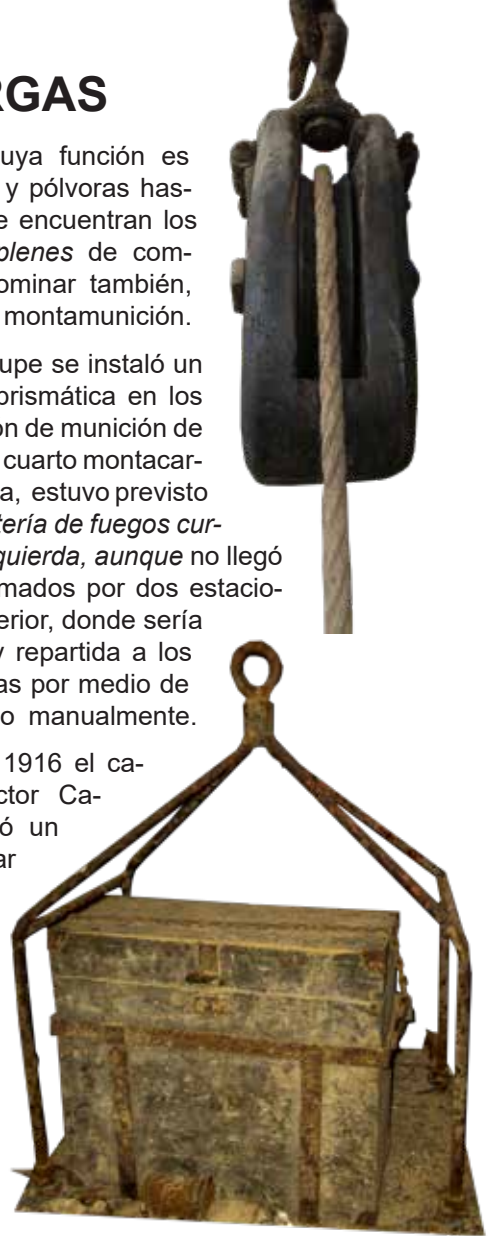 RGAS
uya función es
y pólvoras has-
e encuentran los
plenes de com-
ominar también,
montamunición.
upe se instaló un
prismática en los
ón de munición de
cuarto montacar-
a, estuvo previsto
tería de fuegos cur-
quierda, aunque no llegó
mados por dos estacio-
erior, donde sería
y repartida a los
as por medio de
o manualmente.
1916 el ca-
ctor Ca-
ó un
ar